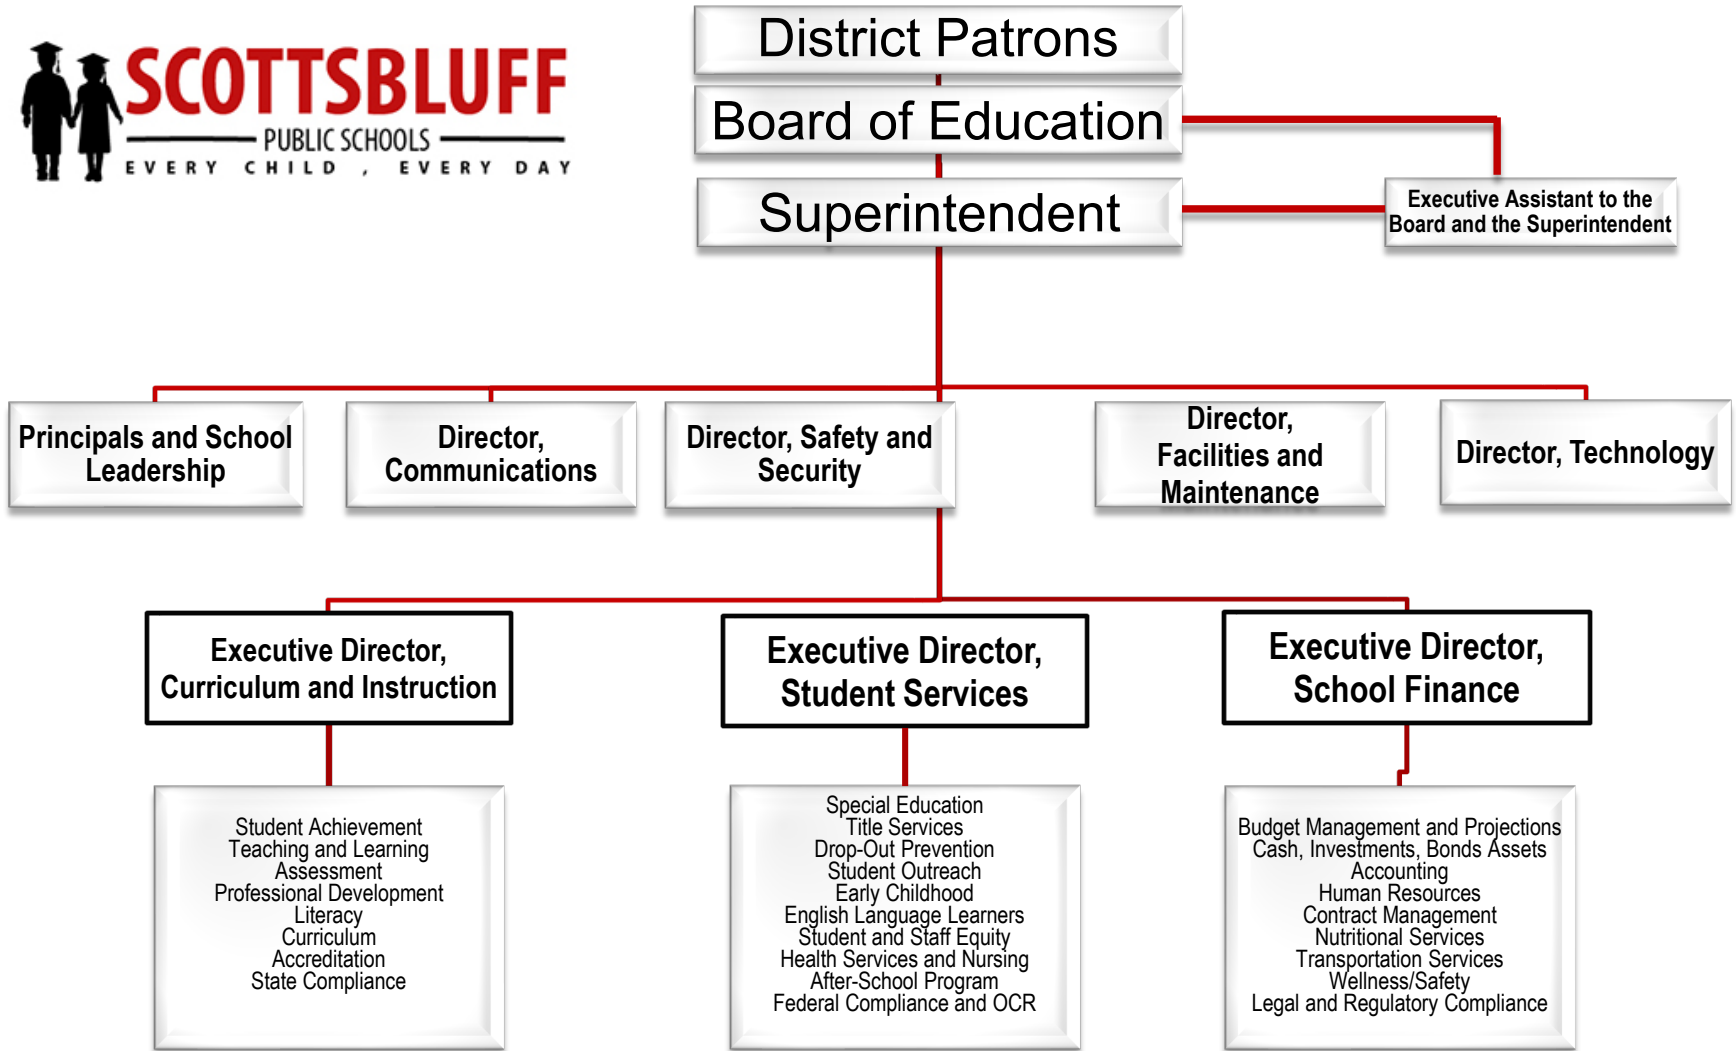 SCOTTSBLUFF
PUBLIC SCHOOLS
EVERY CHILD , EVERY DAY
District Patrons
Board of Education
Superintendent
Executive Assistant to the
Board and the Superintendent
Principals and School
Leadership
Director,
Communications
Director, Safety and
Security
Director,
Facilities and
Maintenance
Director, Technology
Executive Director,
Curriculum and Instruction
Executive Director,
Student Services
Executive Director,
School Finance
Student Achievement
Teaching and Learning
Assessment
Professional Development
Literacy
Curriculum
Accreditation
State Compliance
Special Education
Title Services
Drop-Out Prevention
Student Outreach
Early Childhood
English Language Learners
Student and Staff Equity
Health Services and Nursing
After-School Program
Federal Compliance and OCR
Budget Management and Projections
Cash, Investments, Bonds Assets
Accounting
Human Resources
Contract Management
Nutritional Services
Transportation Services
Wellness/Safety
Legal and Regulatory Compliance